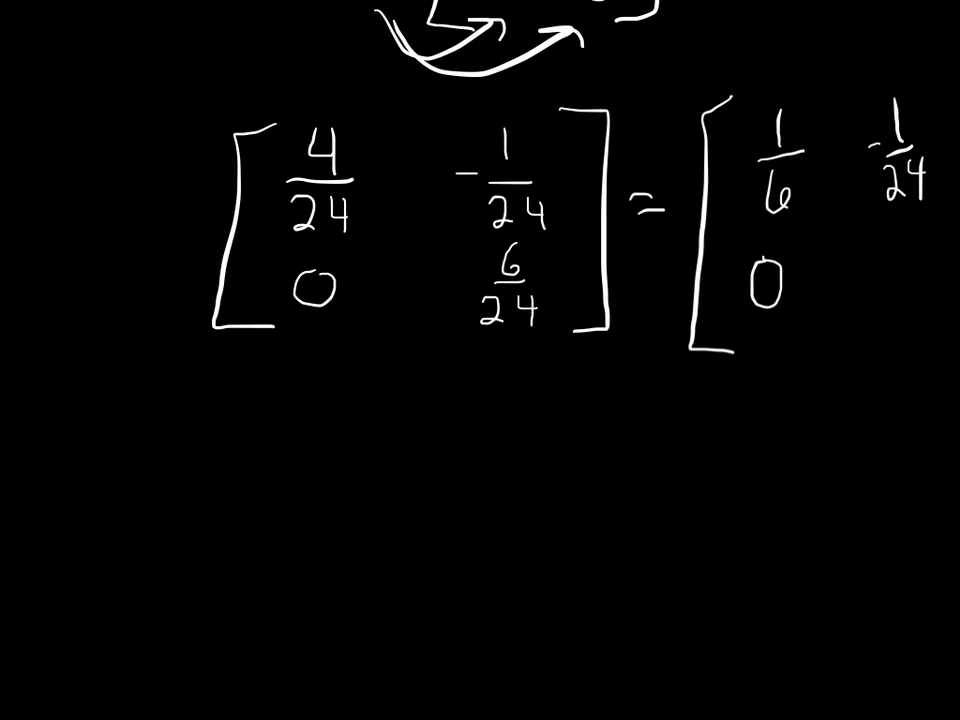 [ 4/24 -1/24 ] = [ 1/6 -1/24
0 6/24 0